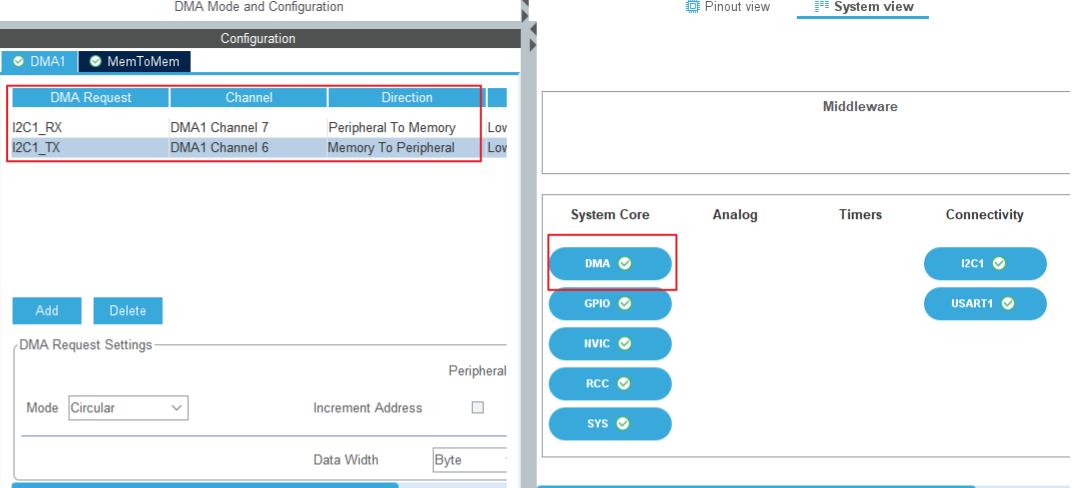 DMA Mode and Configuration
Configuration
DMA1 MemToMem
DMA Request Channel Direction
I2C1_RX DMA1 Channel 7 Peripheral To Memory Low
I2C1_TX DMA1 Channel 6 Memory To Peripheral Low
Add Delete
DMA Request Settings
Peripheral
Mode Circular Increment Address
Data Width Byte
Pinout view System view
Middleware
System Core Analog Timers Connectivity
DMA I2C1
GPIO USART1
NVIC
RCC
SYS